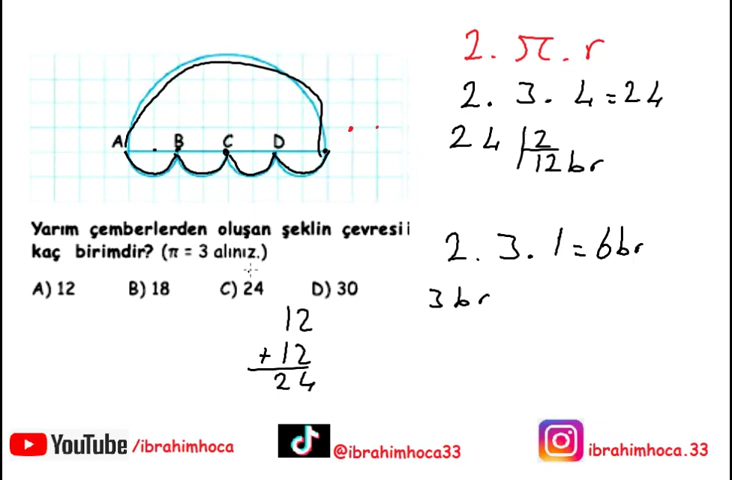 2. π. r
2. 3. 4 = 24
24 | 2
12 br
A B C D
Yarım çemberlerden oluşan şeklin çevresi i
kaç birimdir? (π = 3 alınız.)
2. 3. 1 = 6 br
A) 12 B) 18 C) 24 D) 30
3 br
12
+ 12
24
YouTube /ibrahimhoca
@ibrahimhoca33
ibrahimhoca.33